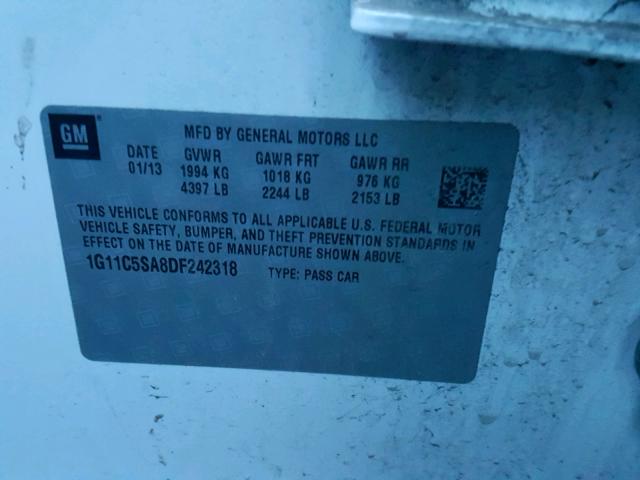 GM
MFD BY GENERAL MOTORS LLC
DATE GVWR GAWR FRT GAWR RR
01/13 1994 KG 1018 KG 976 KG
4397 LB 2244 LB 2153 LB
THIS VEHICLE CONFORMS TO ALL APPLICABLE U.S. FEDERAL MOTOR
VEHICLE SAFETY, BUMPER, AND THEFT PREVENTION STANDARDS IN
EFFECT ON THE DATE OF MANUFACTURE SHOWN ABOVE.
1G11C5SA8DF242318 TYPE: PASS CAR